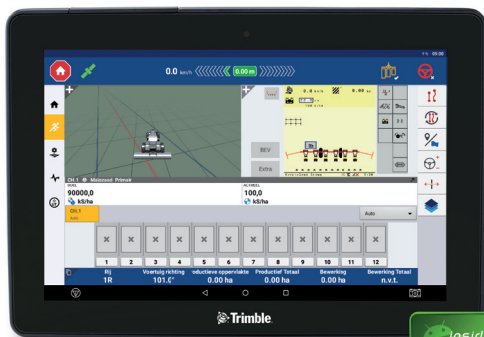 09:00
0.0 km/h 0.00 m
BEV
Extra
CH.1 Maiszaad Primair
DOEL ACTUEEL
90000,0 100,0
kS/ha kS/ha
CH.1 Auto
Auto
1 2 3 4 5 6 7 8 9 10 11 12
Rij Voertuig richting oductieve oppervlakte Productief Totaal Bewerking Bewerking Totaal
1R 101.0° 0.00 ha 0.00 ha 0.00 ha n.v.t.
Trimble